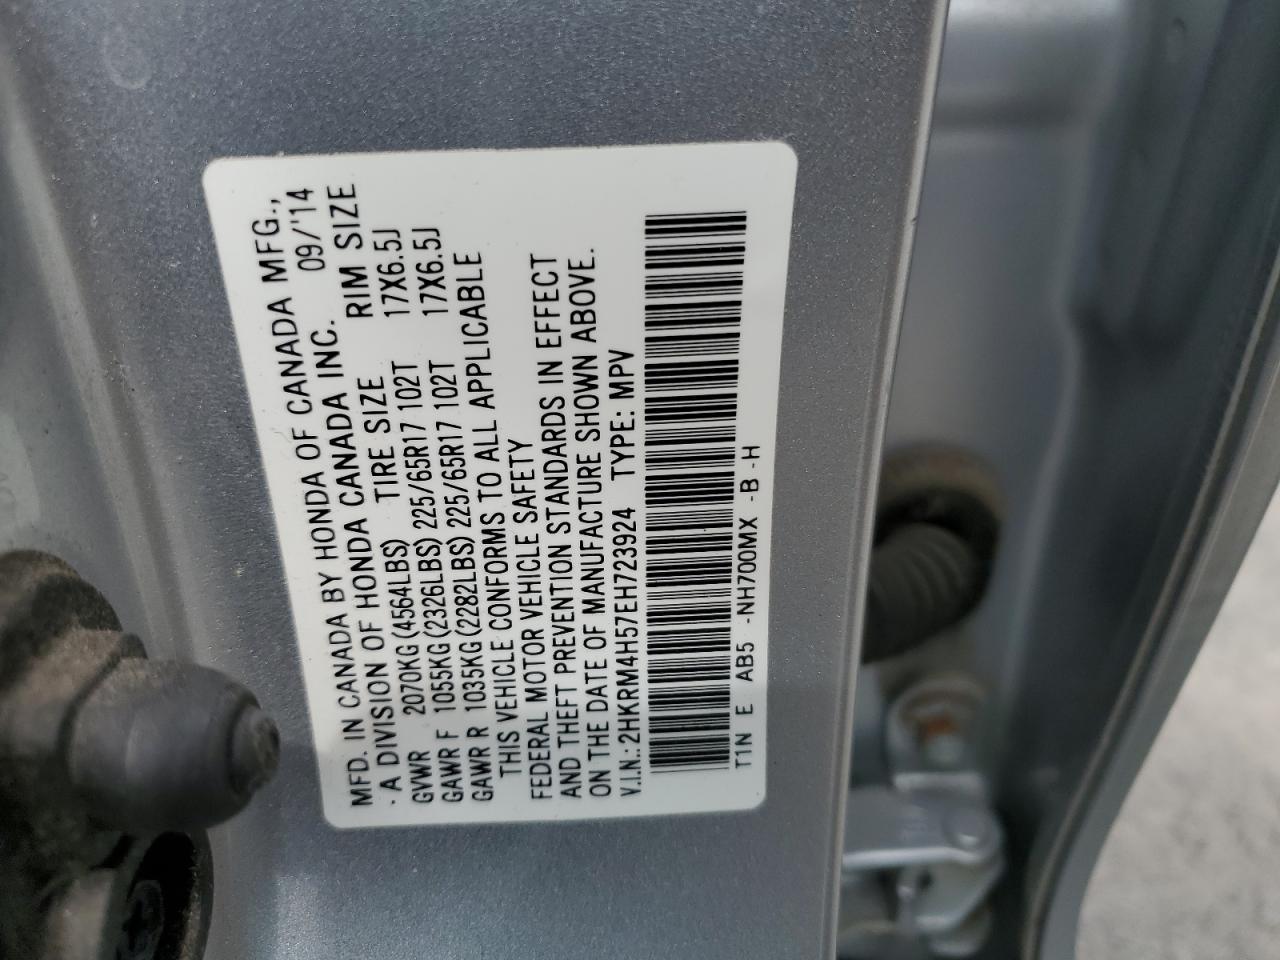 MFD. IN CANADA BY HONDA OF CANADA MFG.,
· A DIVISION OF HONDA CANADA INC. 09/'14
GVWR 2070KG(4564LBS) TIRE SIZE RIM SIZE
GAWR F 1055KG(2326LBS) 225/65R17 102T 17X6.5J
GAWR R 1035KG(2282LBS) 225/65R17 102T 17X6.5J
THIS VEHICLE CONFORMS TO ALL APPLICABLE
FEDERAL MOTOR VEHICLE SAFETY
AND THEFT PREVENTION STANDARDS IN EFFECT
ON THE DATE OF MANUFACTURE SHOWN ABOVE.
V.I.N.: 2HKRM4H57EH723924 TYPE: MPV
T1N E AB5 -NH700MX -B -H